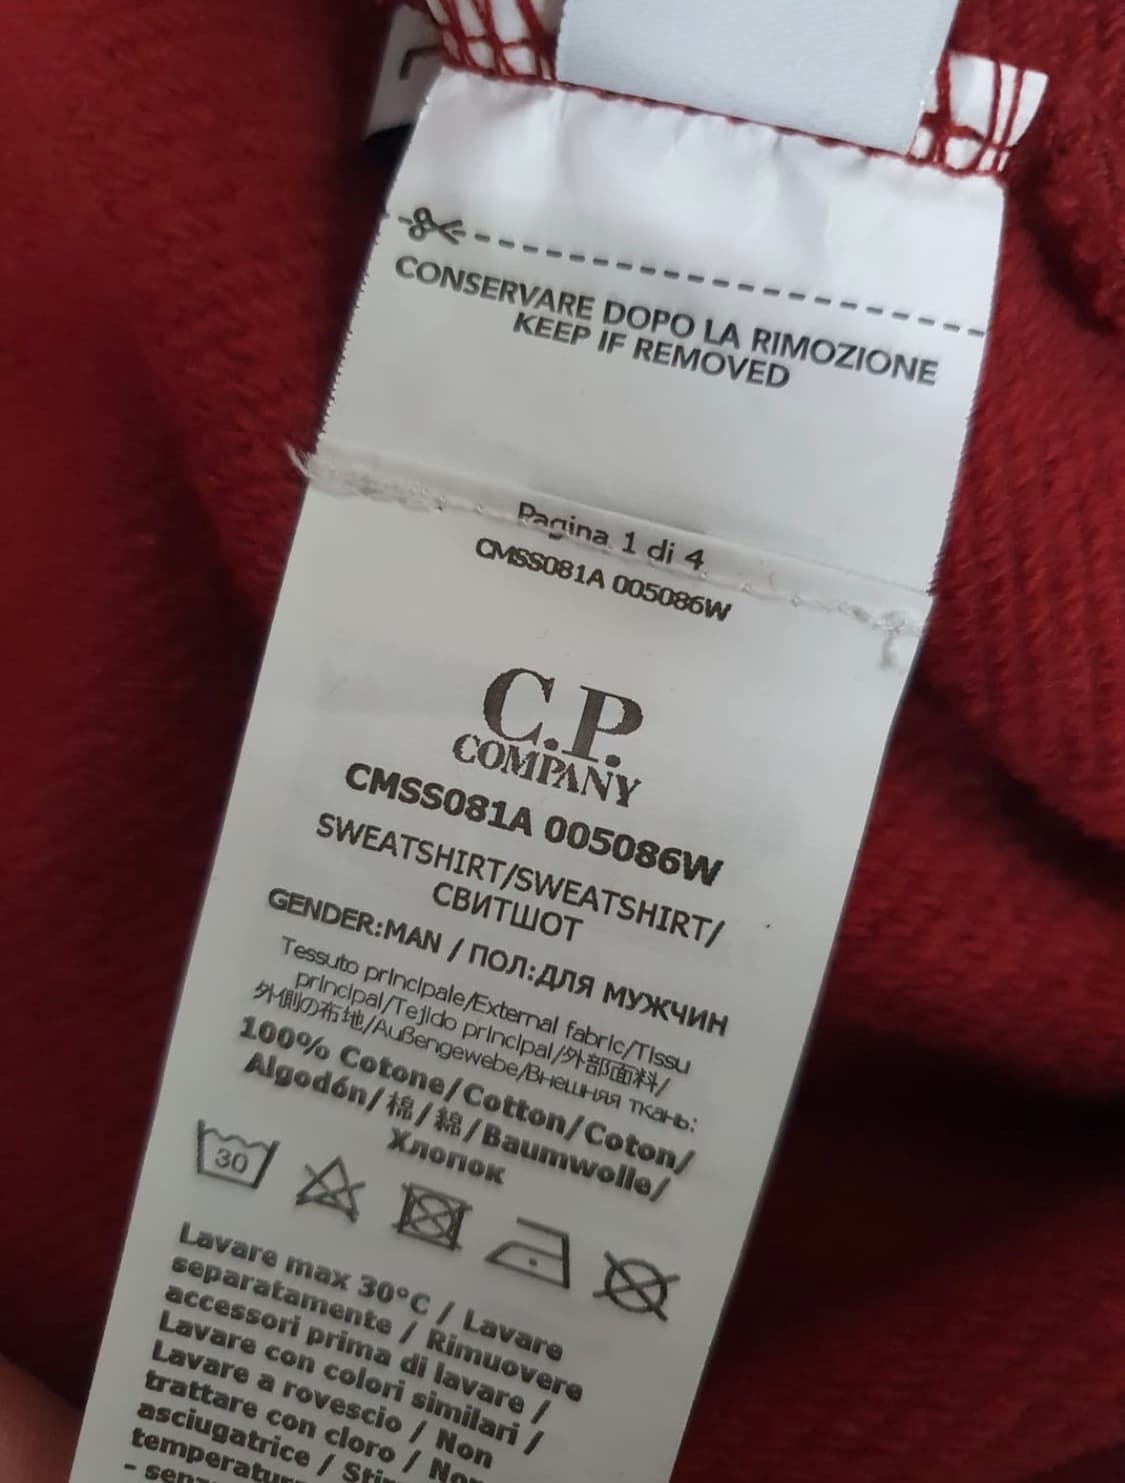 CONSERVARE DOPO LA RIMOZIONE
KEEP IF REMOVED
Pagina 1 di 4
CMSS081A 005086W
C.P.
COMPANY
CMSS081A 005086W
SWEATSHIRT/SWEATSHIRT/
СВИТШОТ
GENDER:MAN / ПОЛ:ДЛЯ МУЖЧИН
Tessuto principale/External fabric/Tissu
principal/Tejido principal/外部面料/
外側の布地/Außengewebe/Внешняя ткань:
100% Cotone/Cotton/Coton/
Algodón/棉/綿/Baumwolle/
Хлопок
30
Lavare max 30°C / Lavare
separatamente / Rimuovere
accessori prima di lavare /
Lavare con colori similari /
Lavare a rovescio / Non
trattare con cloro / Non
asciugatrice /